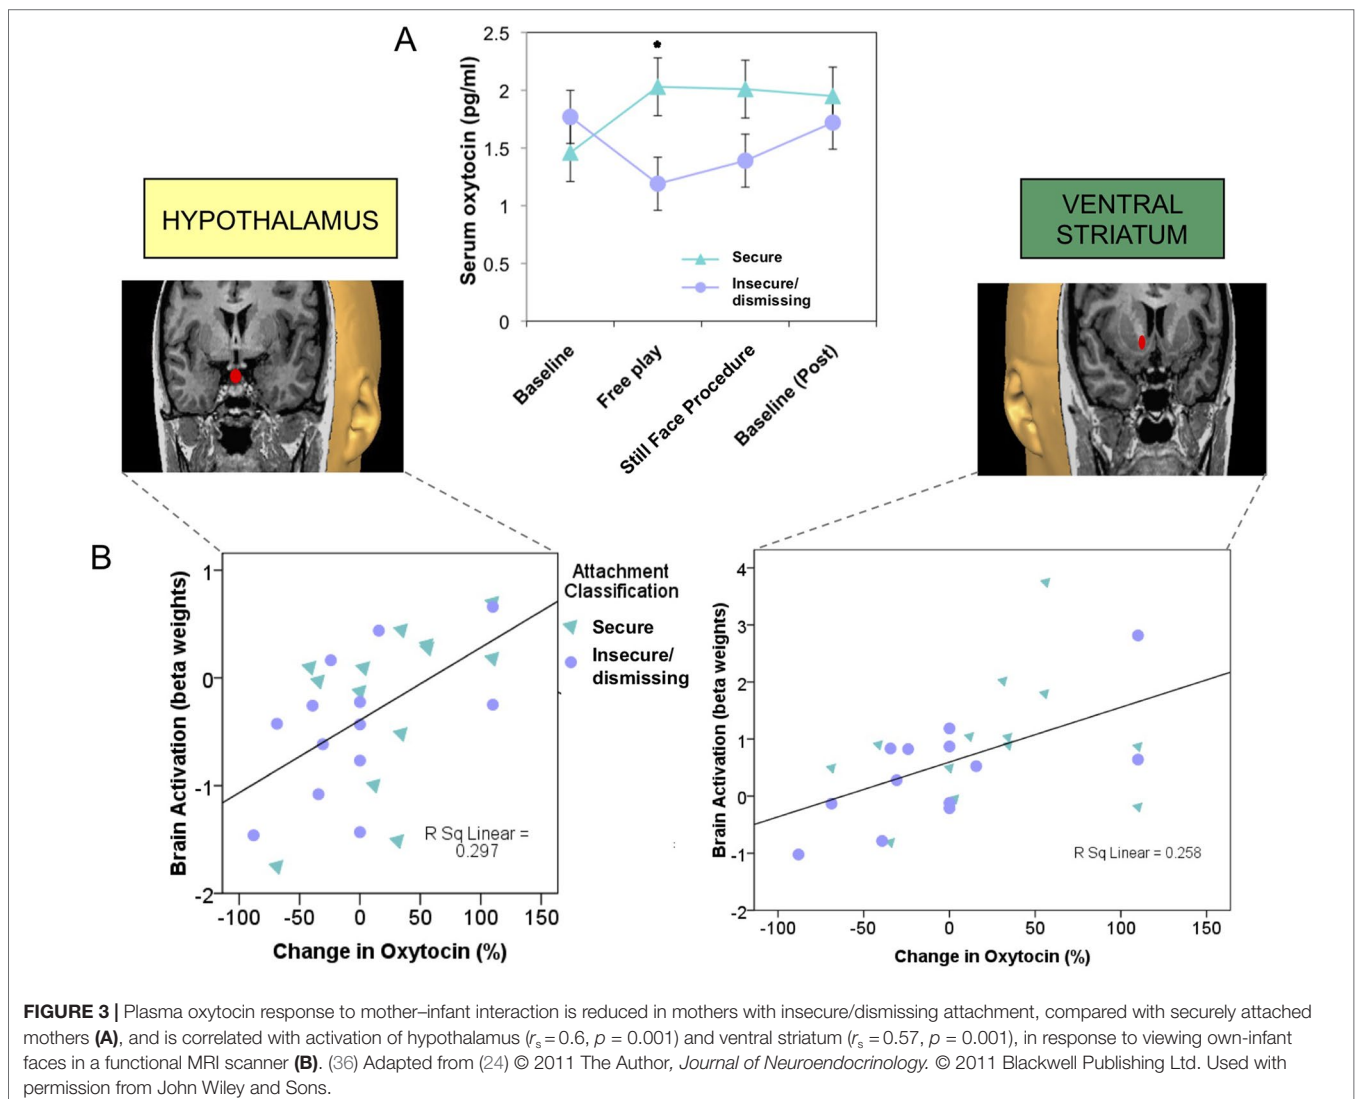 A
2.5
2
1.5
1
0.5
0
Serum oxytocin (pg/ml)
*
Secure
Insecure/
dismissing
Baseline
Free play
Still Face Procedure
Baseline (Post)
HYPOTHALAMUS
VENTRAL
STRIATUM
B
1
0
-1
-2
Brain Activation (beta weights)
R Sq Linear =
0.297
-100 -50 0 50 100 150
Change in Oxytocin (%)
Attachment
Classification
Secure
Insecure/
dismissing
4
3
2
1
0
-1
-2
Brain Activation (beta weights)
R Sq Linear = 0.258
-100 -50 0 50 100 150
Change in Oxytocin (%)
FIGURE 3 | Plasma oxytocin response to mother–infant interaction is reduced in mothers with insecure/dismissing attachment, compared with securely attached
mothers (A), and is correlated with activation of hypothalamus (rs = 0.6, p = 0.001) and ventral striatum (rs = 0.57, p = 0.001), in response to viewing own-infant
faces in a functional MRI scanner (B). (36) Adapted from (24) © 2011 The Author, Journal of Neuroendocrinology. © 2011 Blackwell Publishing Ltd. Used with
permission from John Wiley and Sons.